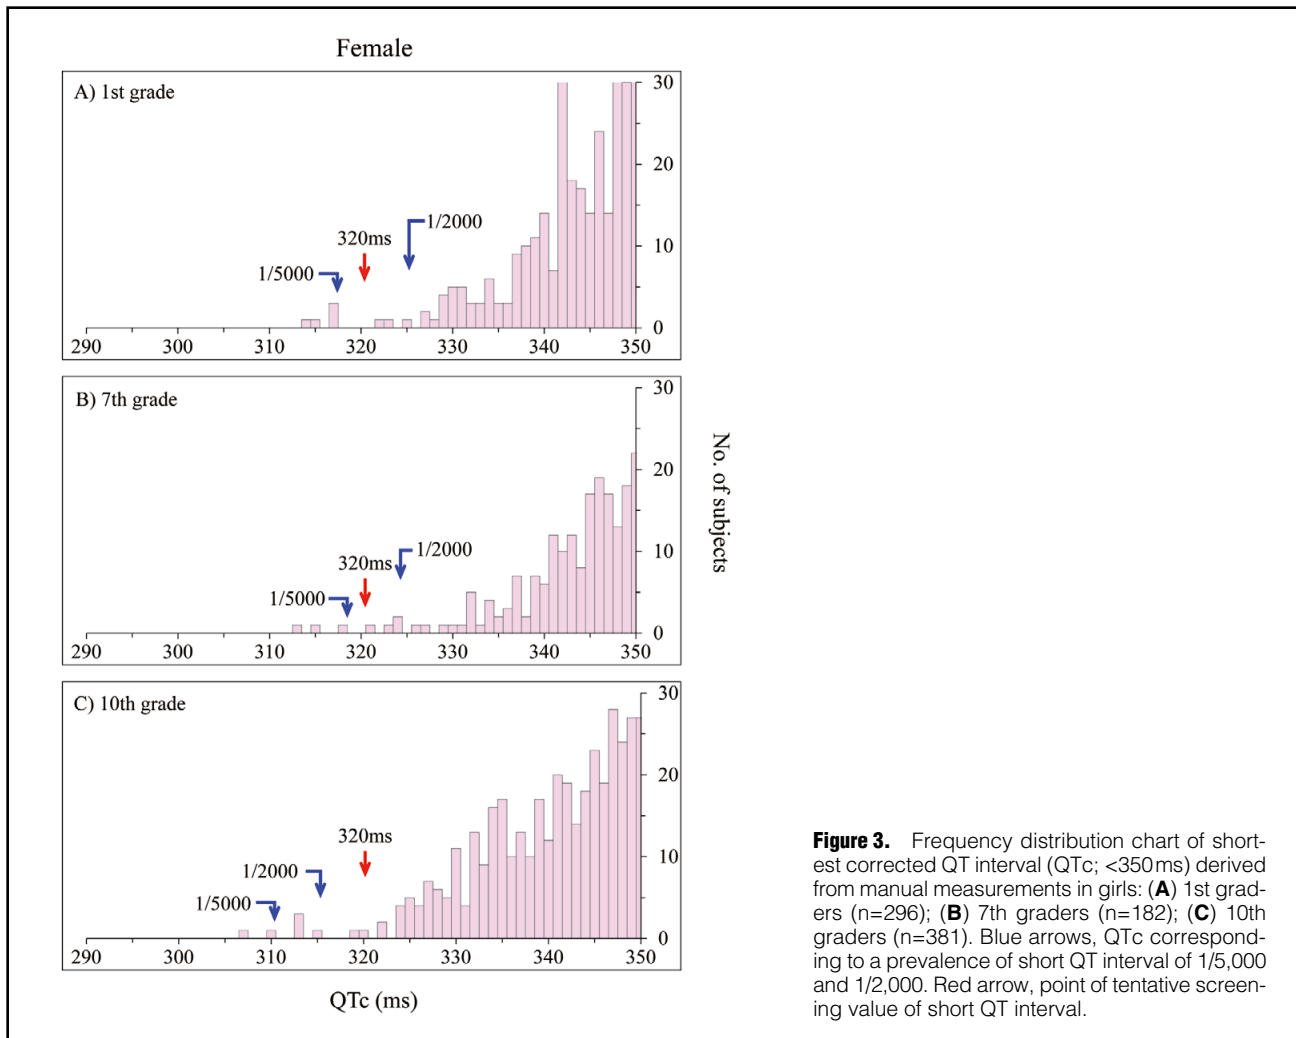 Female
A) 1st grade
30
20
10
0
1/2000
320ms
1/5000
290 300 310 320 330 340 350
B) 7th grade
30
20
10
0
1/2000
320ms
1/5000
290 300 310 320 330 340 350
No. of subjects
C) 10th grade
30
20
10
0
320ms
1/2000
1/5000
290 300 310 320 330 340 350
QTc (ms)
Figure 3. Frequency distribution chart of short-
est corrected QT interval (QTc; <350ms) derived
from manual measurements in girls: (A) 1st grad-
ers (n=296); (B) 7th graders (n=182); (C) 10th
graders (n=381). Blue arrows, QTc correspond-
ing to a prevalence of short QT interval of 1/5,000
and 1/2,000. Red arrow, point of tentative screen-
ing value of short QT interval.